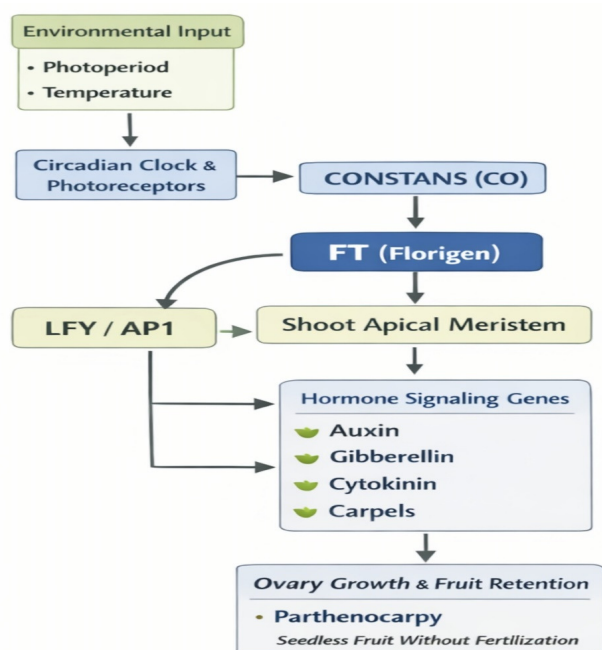 Environmental Input
• Photoperiod
• Temperature
Circadian Clock &
Photoreceptors
CONSTANS (CO)
FT (Florigen)
LFY / AP1
Shoot Apical Meristem
Hormone Signaling Genes
Auxin
Gibberellin
Cytokinin
Carpels
Ovary Growth & Fruit Retention
• Parthenocarpy
Seedless Fruit Without Fertilization